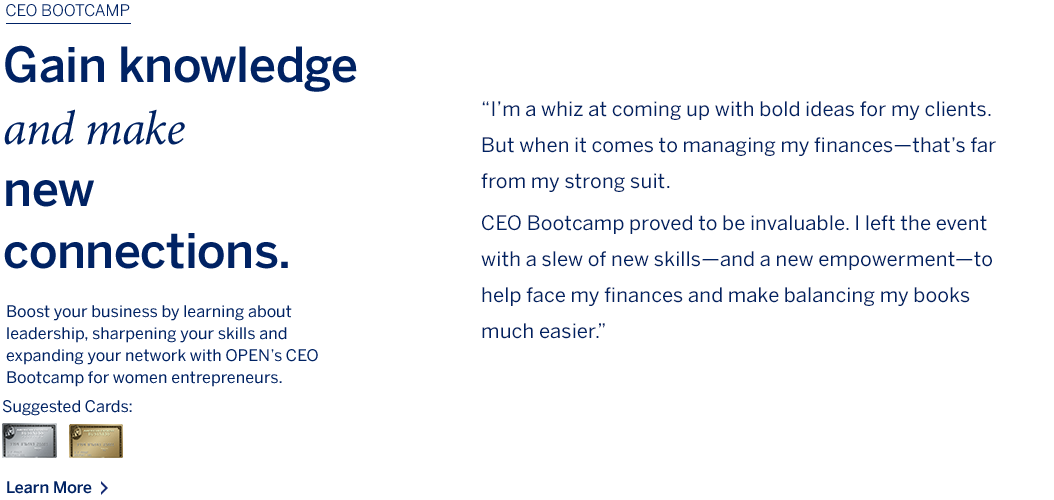 CEO BOOTCAMP
Gain knowledge
and make
new
connections.
Boost your business by learning about
leadership, sharpening your skills and
expanding your network with OPEN's CEO
Bootcamp for women entrepreneurs.
Suggested Cards:
Learn More
“I’m a whiz at coming up with bold ideas for my clients.
But when it comes to managing my finances—that’s far
from my strong suit.
CEO Bootcamp proved to be invaluable. I left the event
with a slew of new skills—and a new empowerment—to
help face my finances and make balancing my books
much easier.”